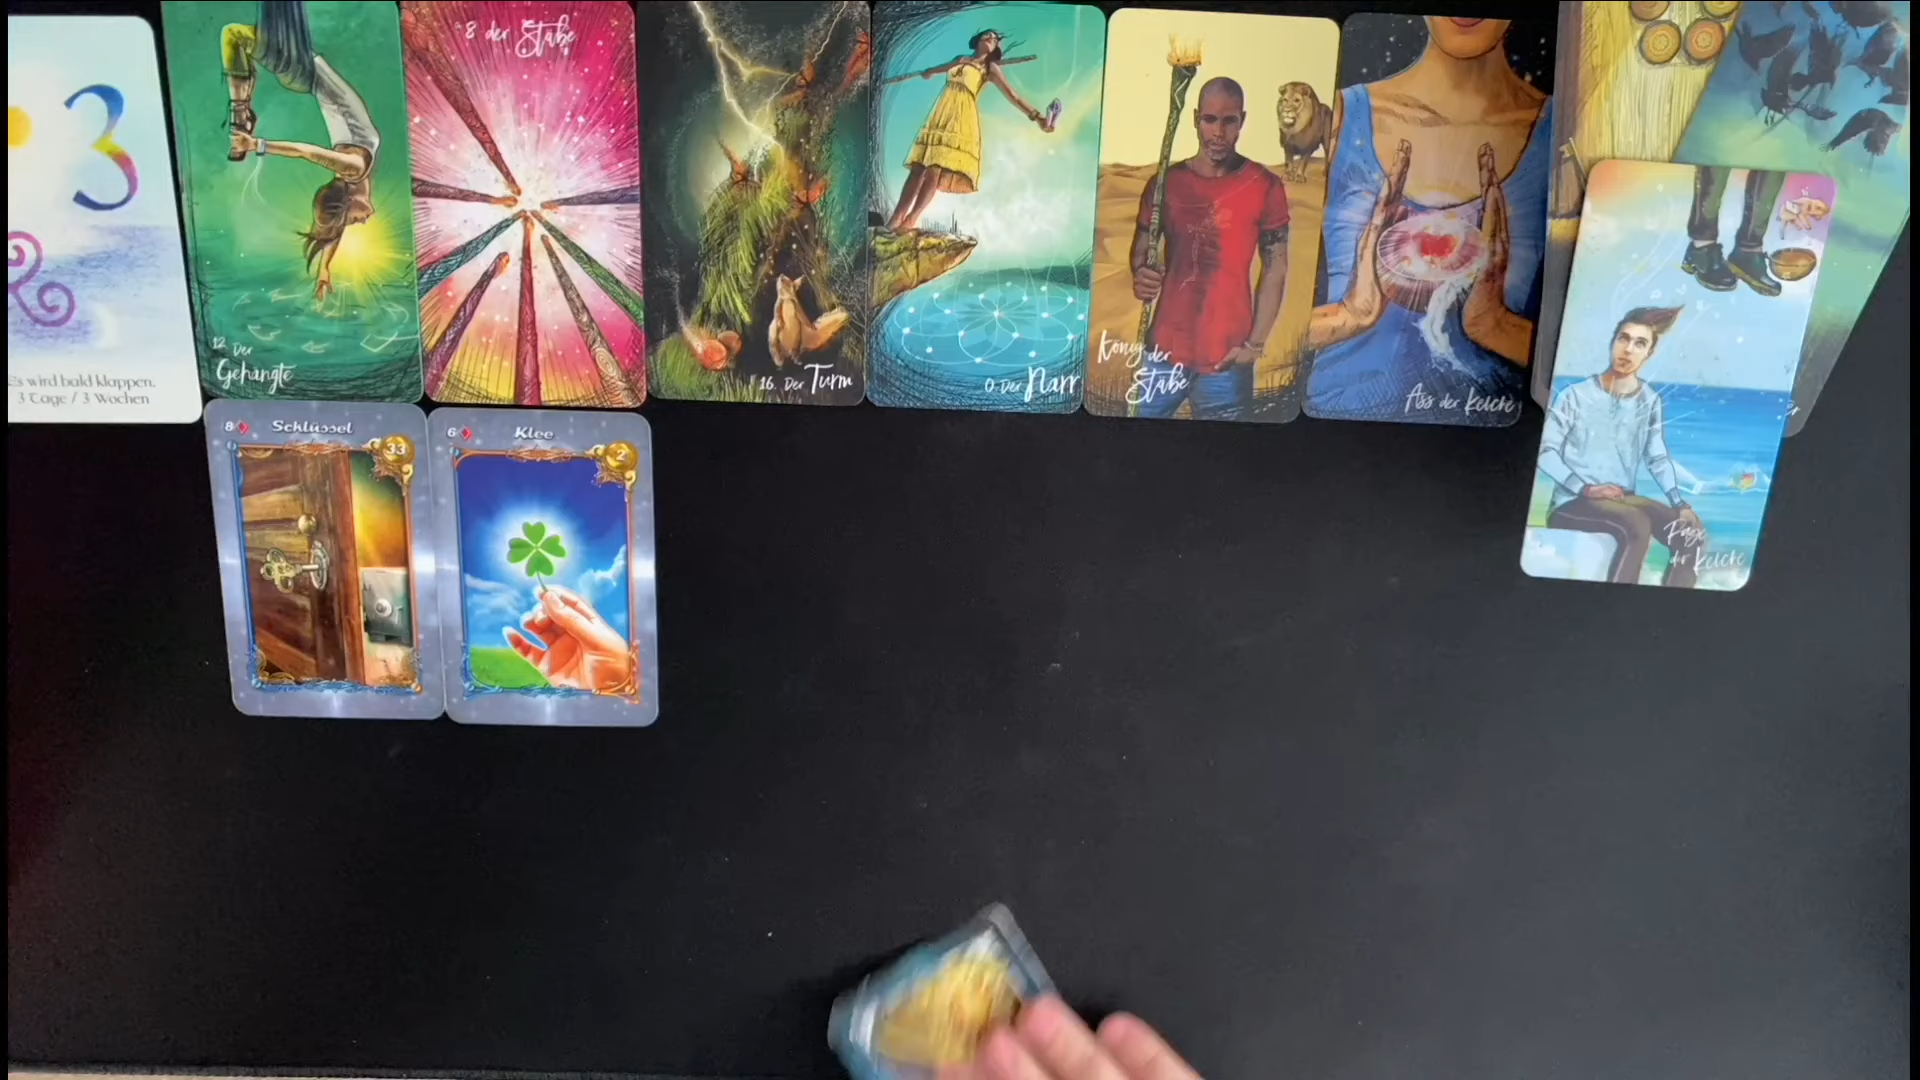 3
Es wird bald klappen.
3 Tage / 3 Wochen
12 Der
Gehängte
8 der Stäbe
16. Der Turm
0. Der Narr
König der
Stäbe
Ass der Kelche
Page
der Kelche
8 Schlüssel
33
6 Klee
2